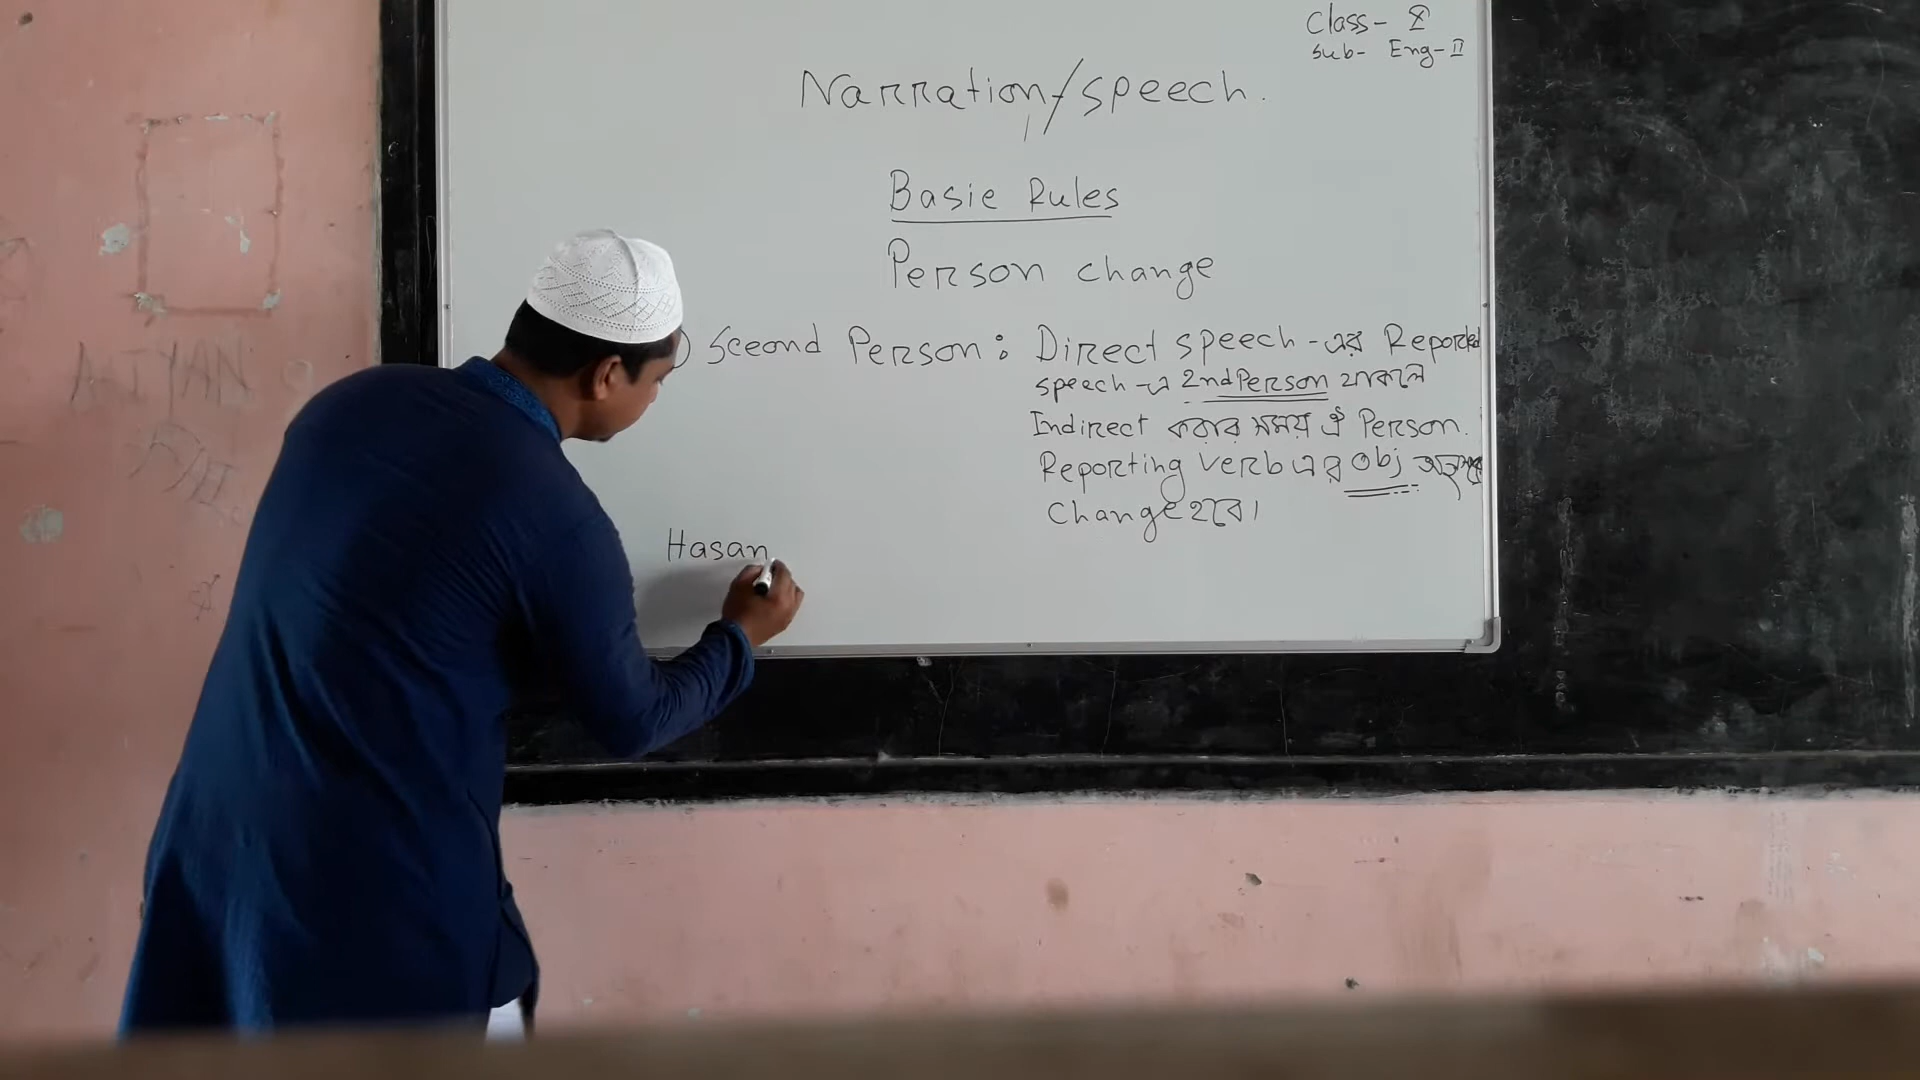 Class- X
Sub- Eng-II
Narration/speech.
Basie Rules
Person change
) Sceond Person: Direct speech-এর Reported
speech-এ 2nd Person থাকলে
Indirect করার সময় ঐ Person.
Reporting verb এর obj অনুসারে
change হবে।
Hasan